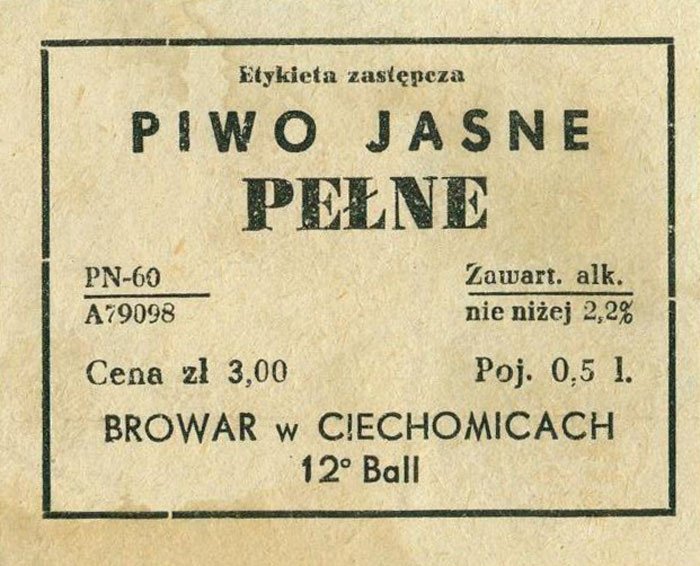 Etykieta zastępcza
PIWO JASNE
PEŁNE
PN-60
A79098
Zawart. alk.
nie niżej 2,2%
Cena zł 3,00
Poj. 0,5 l.
BROWAR w CIECHOMICACH
12° Ball